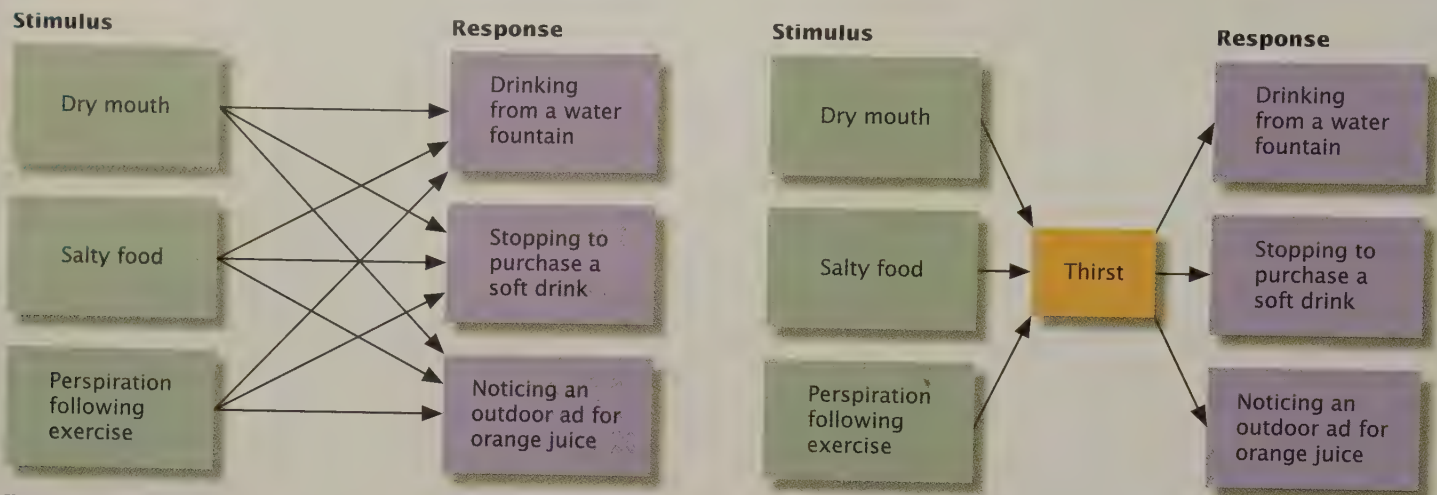 Stimulus
Dry mouth
Salty food
Perspiration
following
exercise
Response
Drinking
from a water
fountain
Stopping to
purchase a
soft drink
Noticing an
outdoor ad for
orange juice
Stimulus
Dry mouth
Salty food
Perspiration
following
exercise
Thirst
Response
Drinking
from a water
fountain
Stopping to
purchase a
soft drink
Noticing an
outdoor ad for
orange juice